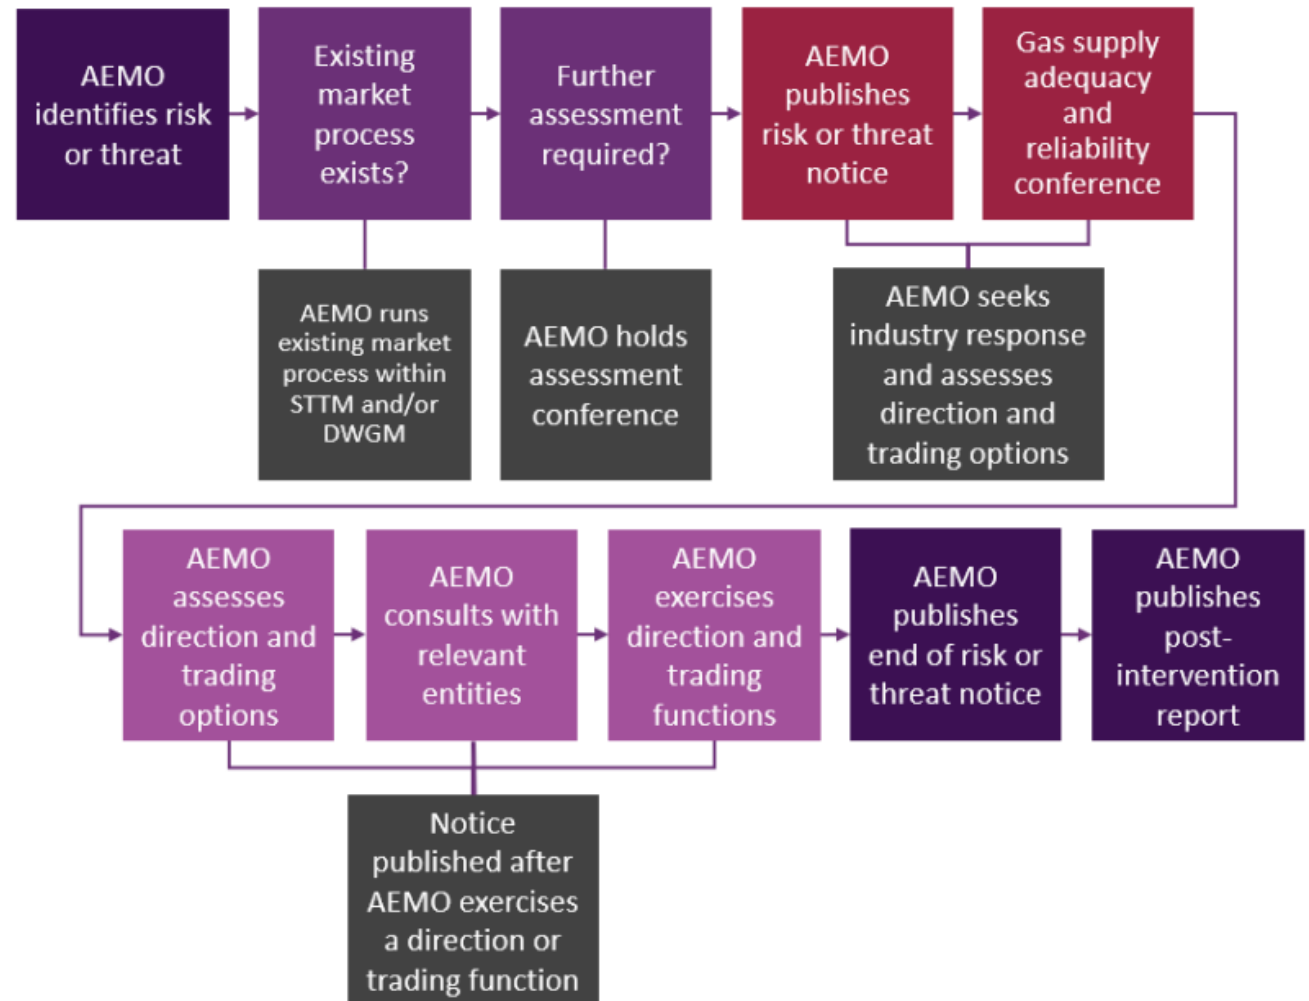 AEMO
identifies risk
or threat
Existing
market
process
exists?
Further
assessment
required?
AEMO
publishes
risk or threat
notice
Gas supply
adequacy
and
reliability
conference
AEMO runs
existing market
process within
STTM and/or
DWGM
AEMO holds
assessment
conference
AEMO seeks
industry response
and assesses
direction and
trading options
AEMO
assesses
direction and
trading
options
AEMO
consults with
relevant
entities
AEMO
exercises
direction and
trading
functions
AEMO
publishes
end of risk or
threat notice
AEMO
publishes
post-
intervention
report
Notice
published after
AEMO exercises
a direction or
trading function